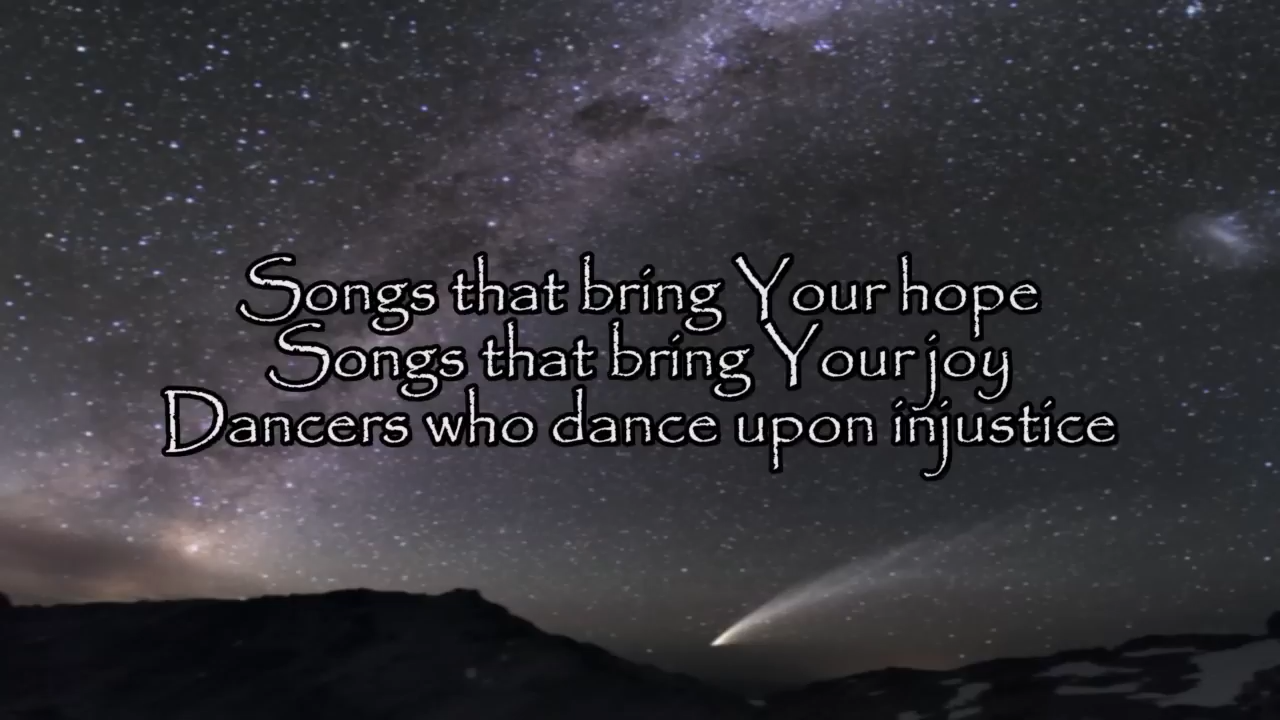 Songs that bring Your hope
Songs that bring Your joy
Dancers who dance upon injustice